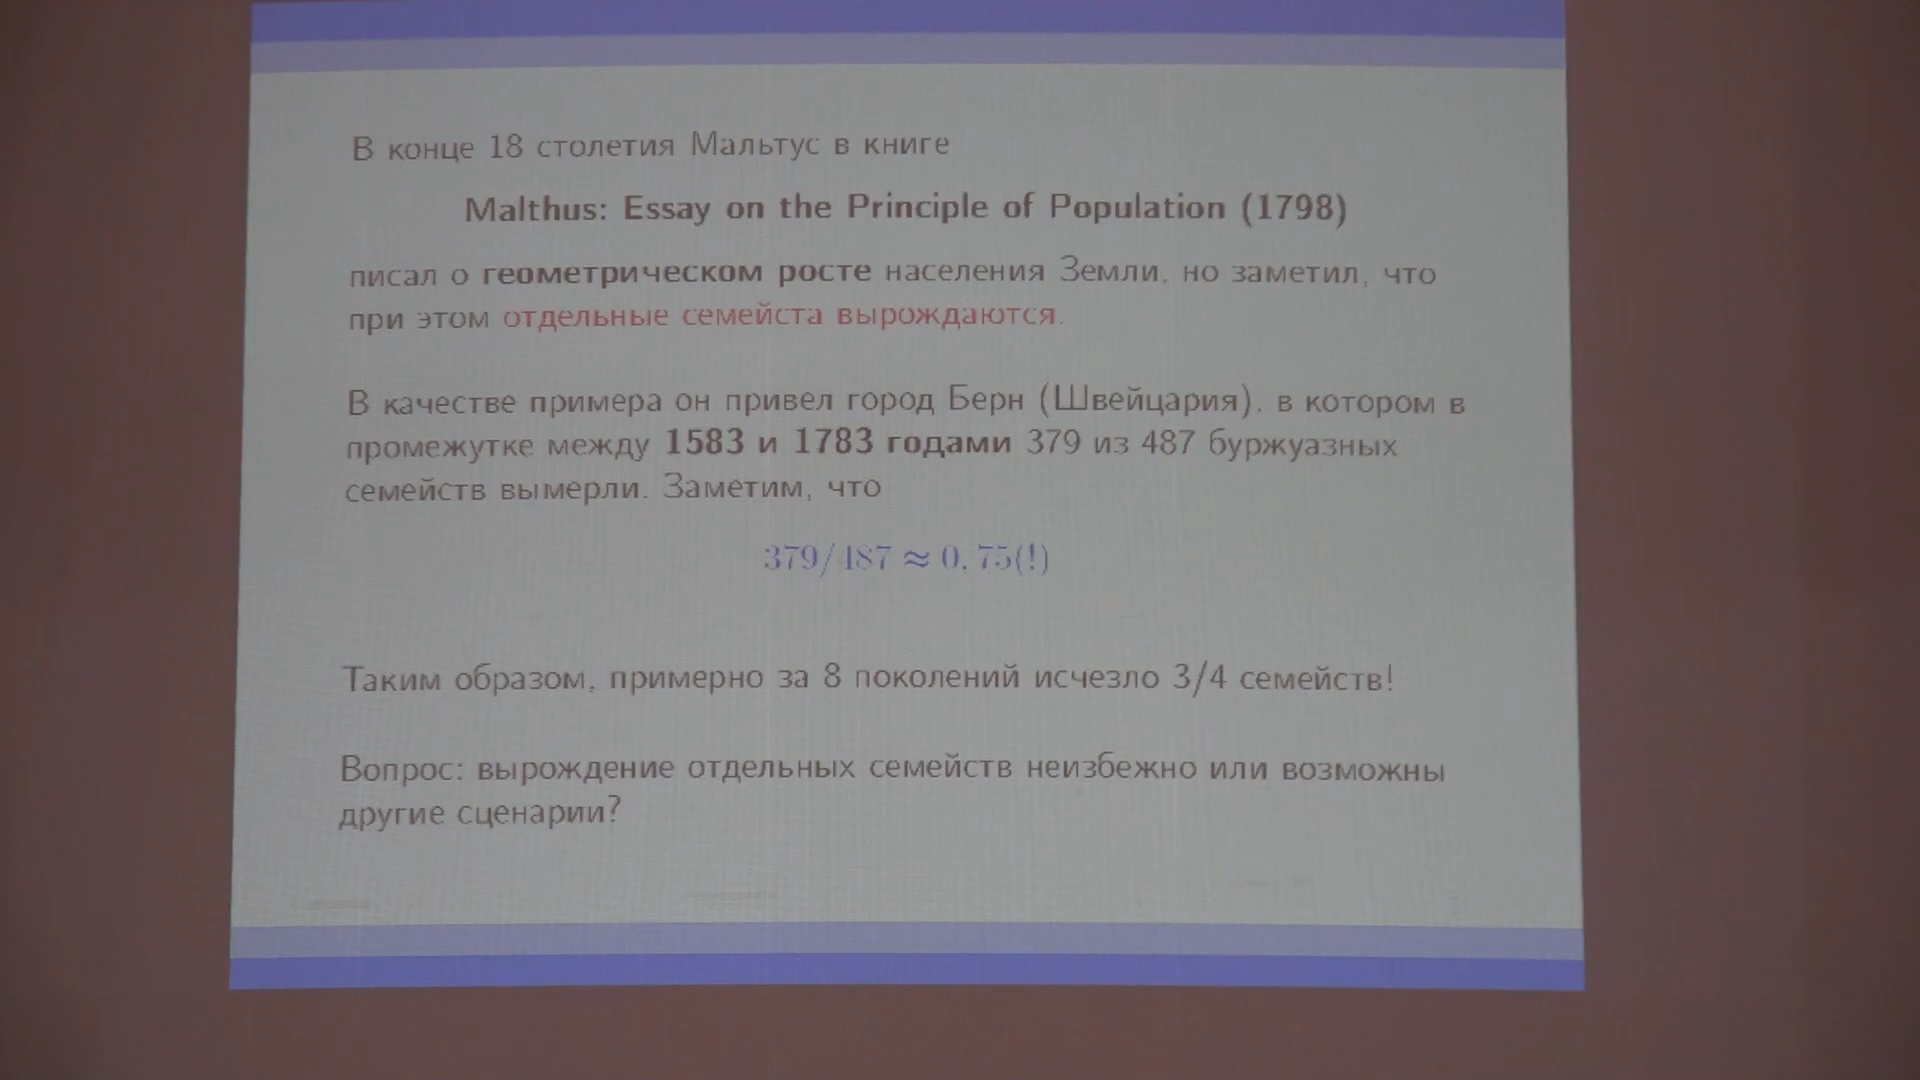 В конце 18 столетия Мальтус в книге
Malthus: Essay on the Principle of Population (1798)
писал о геометрическом росте населения Земли, но заметил, что
при этом отдельные семейста вырождаются.
В качестве примера он привел город Берн (Швейцария), в котором в
промежутке между 1583 и 1783 годами 379 из 487 буржуазных
семейств вымерли. Заметим, что
379/487 ≈ 0, 75(!)
Таким образом, примерно за 8 поколений исчезло 3/4 семейств!
Вопрос: вырождение отдельных семейств неизбежно или возможны
другие сценарии?